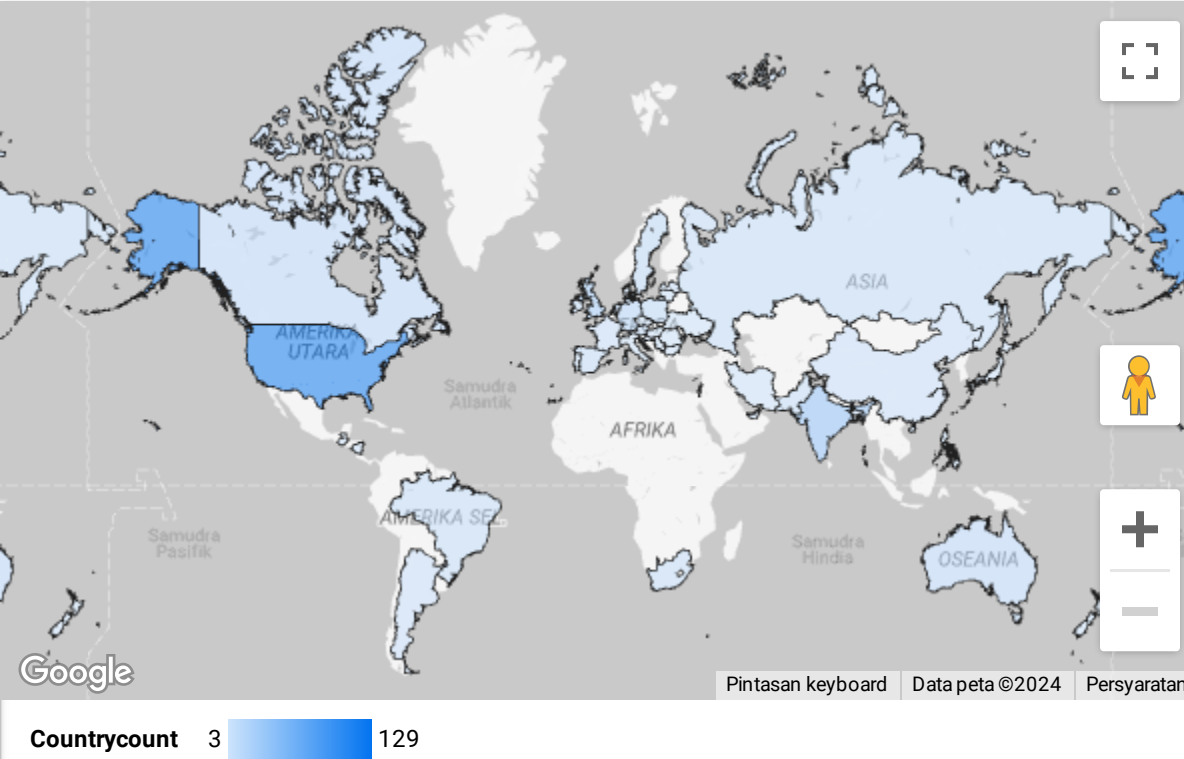 ASIA
AMERIKA
UTARA
Samudra
Atlantik
AFRIKA
AMERIKA SEL.
Samudra
Pasifik
Samudra
Hindia
OSEANIA
Google
Pintasan keyboard
Data peta ©2024
Persyaratan
Countrycount 3 129